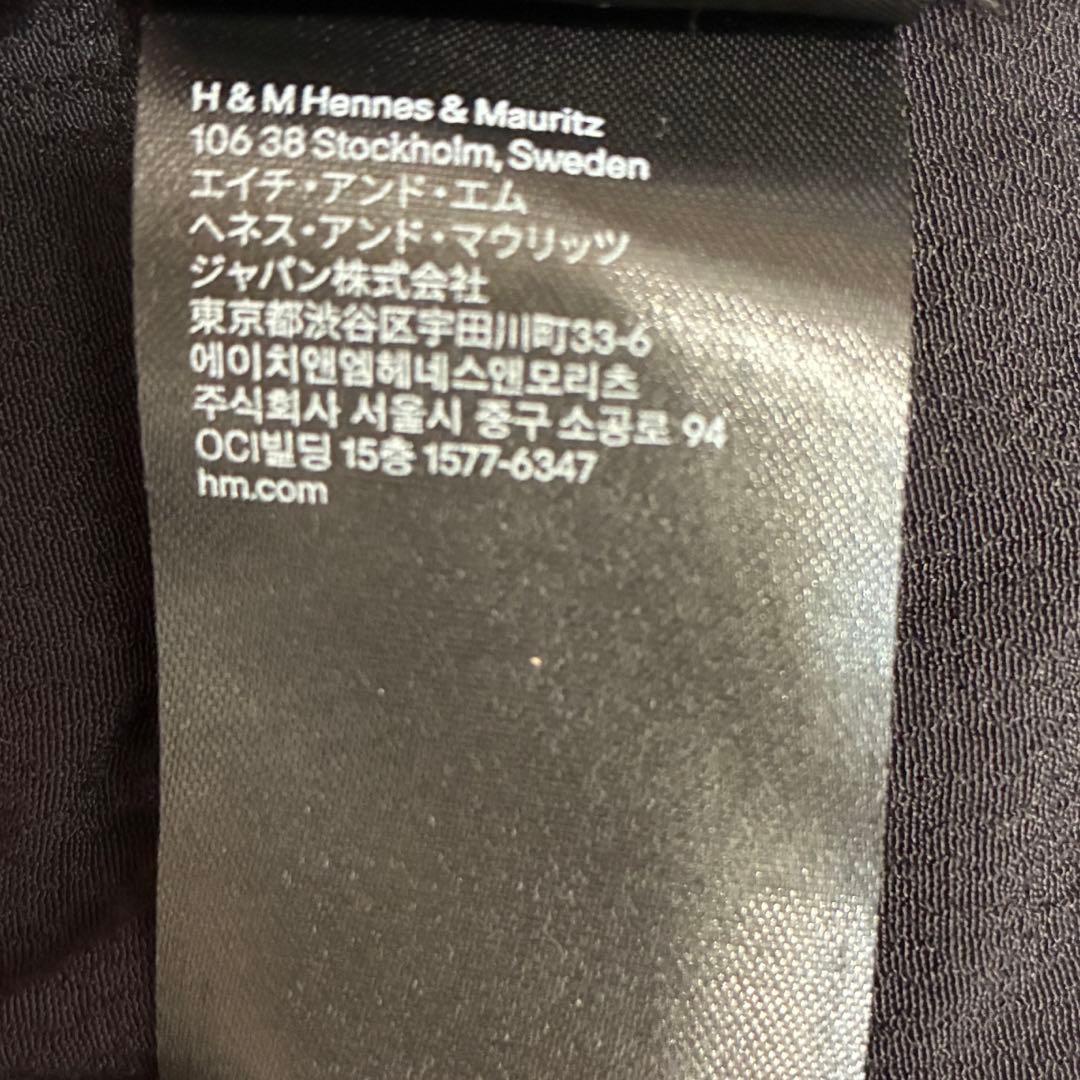 H & M Hennes & Mauritz
106 38 Stockholm, Sweden
エイチ・アンド・エム
ヘネス・アンド・マウリッツ
ジャパン株式会社
東京都渋谷区宇田川町33-6
에이치앤엠헤네스앤모리츠
주식회사 서울시 중구 소공로 94
OCI빌딩 15층 1577-6347
hm.com